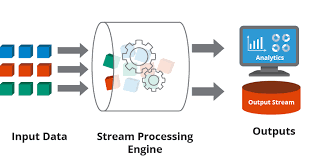 Analytics
Output Stream
Input Data
Stream Processing
Engine
Outputs